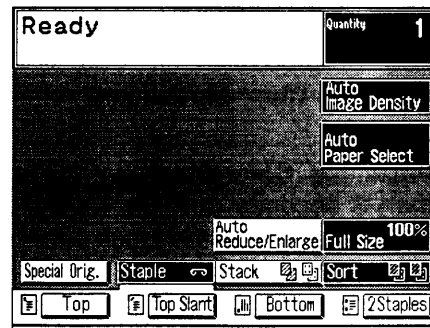 Ready
Quantity 1
Auto
Image Density
Auto
Paper Select
Auto
Reduce/Enlarge
100%
Full Size
Special Orig. Staple Stack Sort
Top Top Slant Bottom 2Staples